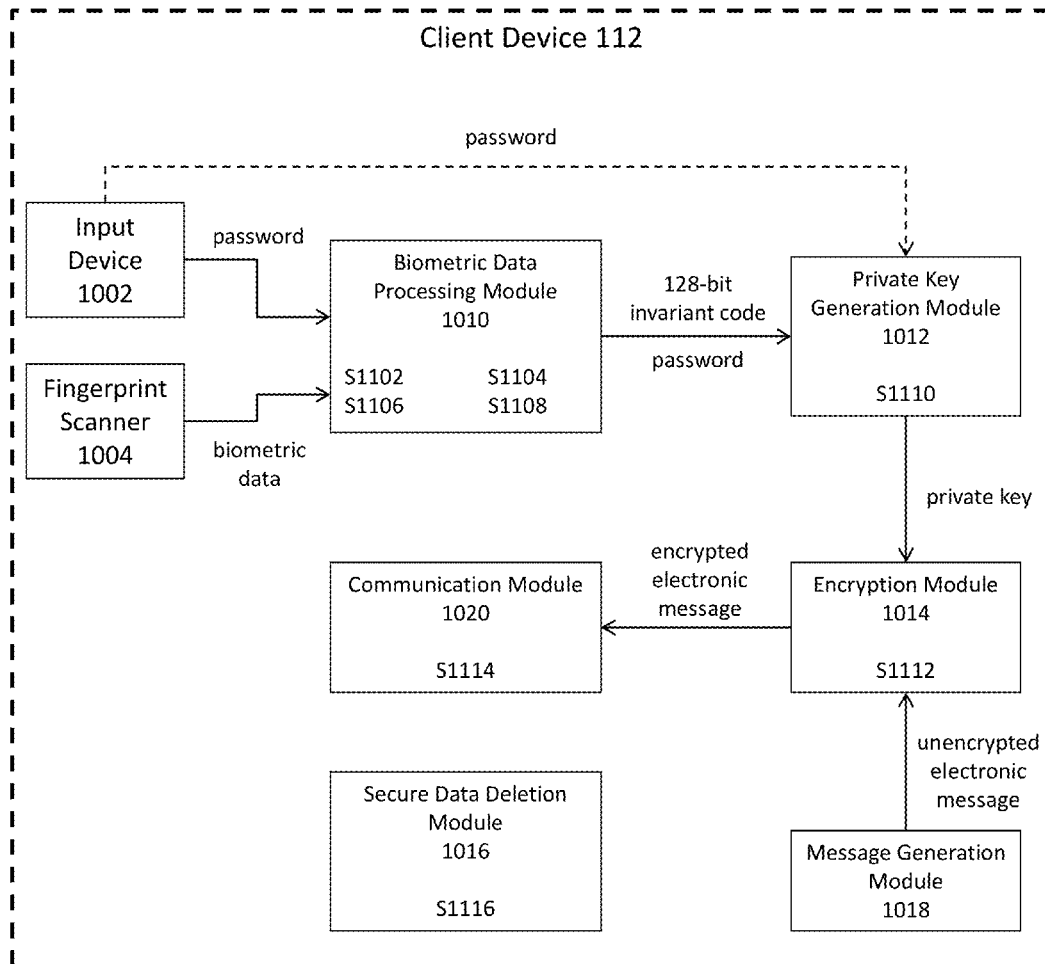 Client Device 112
password
Input
Device
1002
password
Biometric Data
Processing Module
1010
S1102 S1104
S1106 S1108
128-bit
invariant code
password
Private Key
Generation Module
1012
S1110
Fingerprint
Scanner
1004
biometric
data
private key
Communication Module
1020
S1114
encrypted
electronic
message
Encryption Module
1014
S1112
unencrypted
electronic
message
Secure Data Deletion
Module
1016
S1116
Message Generation
Module
1018